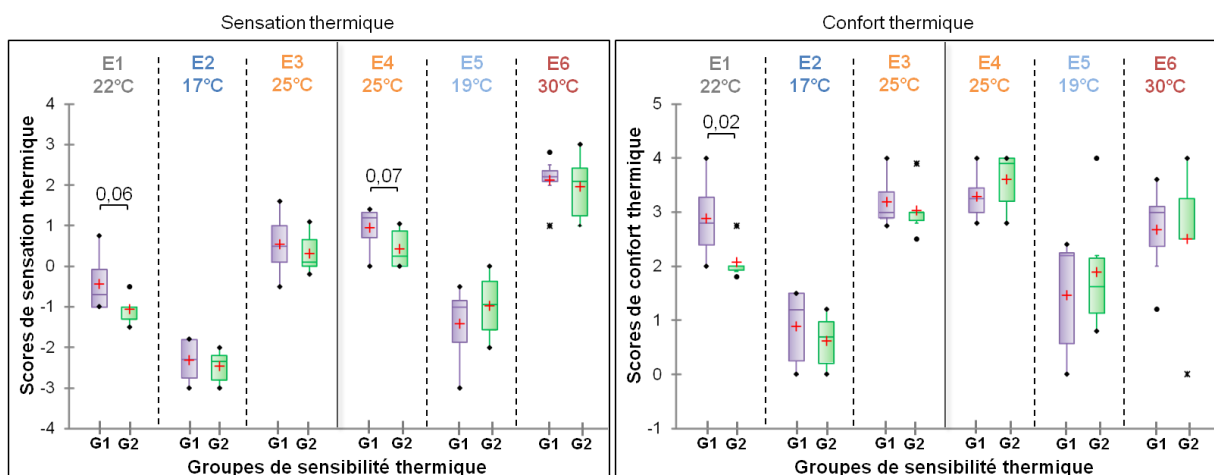 Sensation thermique
Confort thermique
E1 E2 E3 E4 E5 E6
22°C 17°C 25°C 25°C 19°C 30°C
Scores de sensation thermique
4
3
2
1
0
-1
-2
-3
-4
0,06
0,07
G1 G2 G1 G2 G1 G2 G1 G2 G1 G2 G1 G2
Groupes de sensibilité thermique
E1 E2 E3 E4 E5 E6
22°C 17°C 25°C 25°C 19°C 30°C
Scores de confort thermique
5
4
3
2
1
0
-1
0,02
G1 G2 G1 G2 G1 G2 G1 G2 G1 G2 G1 G2
Groupes de sensibilité thermique